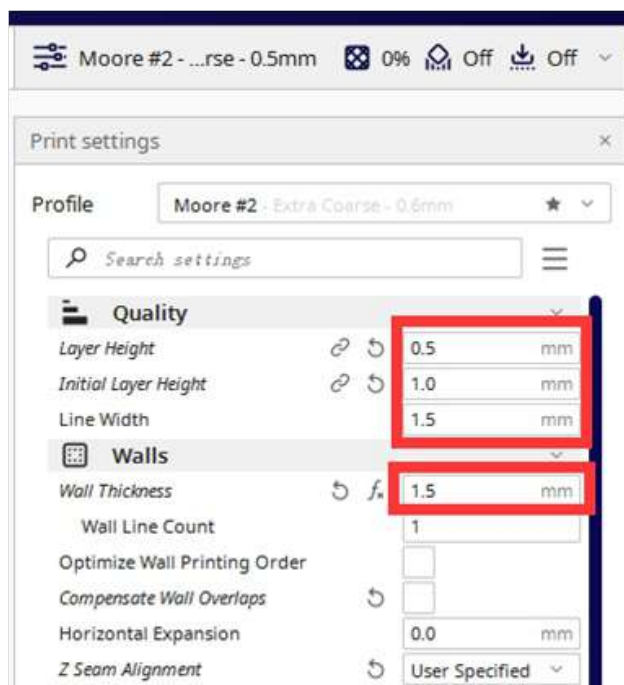 Moore #2 - ...rse - 0.5mm 0% Off Off
Print settings ×
Profile Moore #2 - Extra Coarse - 0.6mm
Search settings
Quality
Layer Height 0.5 mm
Initial Layer Height 1.0 mm
Line Width 1.5 mm
Walls
Wall Thickness fx 1.5 mm
Wall Line Count 1
Optimize Wall Printing Order
Compensate Wall Overlaps
Horizontal Expansion 0.0 mm
Z Seam Alignment User Specified